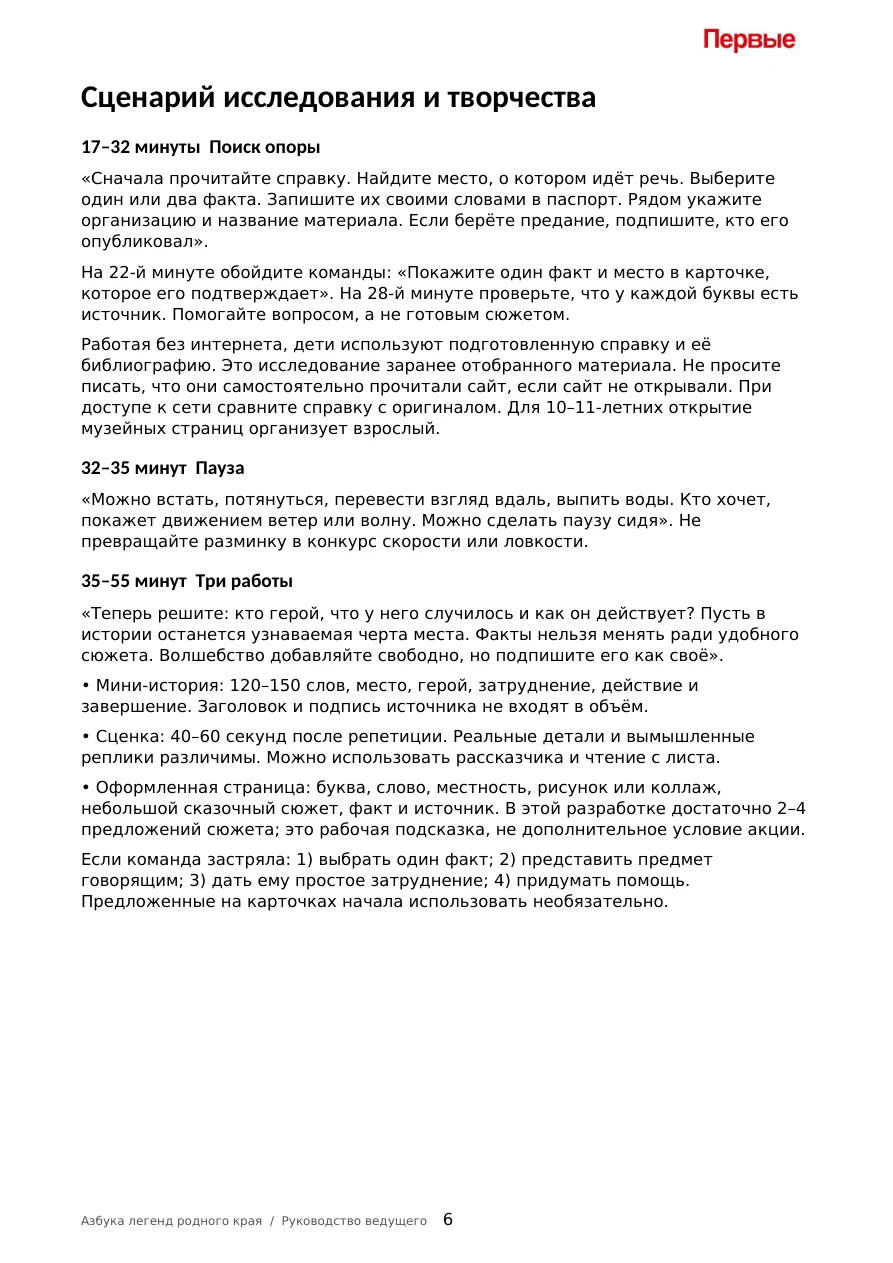 Первые
Сценарий исследования и творчества
17–32 минуты  Поиск опоры
«Сначала прочитайте справку. Найдите место, о котором идёт речь. Выберите
один или два факта. Запишите их своими словами в паспорт. Рядом укажите
организацию и название материала. Если берёте предание, подпишите, кто его
опубликовал».
На 22-й минуте обойдите команды: «Покажите один факт и место в карточке,
которое его подтверждает». На 28-й минуте проверьте, что у каждой буквы есть
источник. Помогайте вопросом, а не готовым сюжетом.
Работая без интернета, дети используют подготовленную справку и её
библиографию. Это исследование заранее отобранного материала. Не просите
писать, что они самостоятельно прочитали сайт, если сайт не открывали. При
доступе к сети сравните справку с оригиналом. Для 10–11-летних открытие
музейных страниц организует взрослый.
32–35 минут  Пауза
«Можно встать, потянуться, перевести взгляд вдаль, выпить воды. Кто хочет,
покажет движением ветер или волну. Можно сделать паузу сидя». Не
превращайте разминку в конкурс скорости или ловкости.
35–55 минут  Три работы
«Теперь решите: кто герой, что у него случилось и как он действует? Пусть в
истории останется узнаваемая черта места. Факты нельзя менять ради удобного
сюжета. Волшебство добавляйте свободно, но подпишите его как своё».
• Мини-история: 120–150 слов, место, герой, затруднение, действие и
завершение. Заголовок и подпись источника не входят в объём.
• Сценка: 40–60 секунд после репетиции. Реальные детали и вымышленные
реплики различимы. Можно использовать рассказчика и чтение с листа.
• Оформленная страница: буква, слово, местность, рисунок или коллаж,
небольшой сказочный сюжет, факт и источник. В этой разработке достаточно 2–4
предложений сюжета; это рабочая подсказка, не дополнительное условие акции.
Если команда застряла: 1) выбрать один факт; 2) представить предмет
говорящим; 3) дать ему простое затруднение; 4) придумать помощь.
Предложенные на карточках начала использовать необязательно.
Азбука легенд родного края  /  Руководство ведущего    6